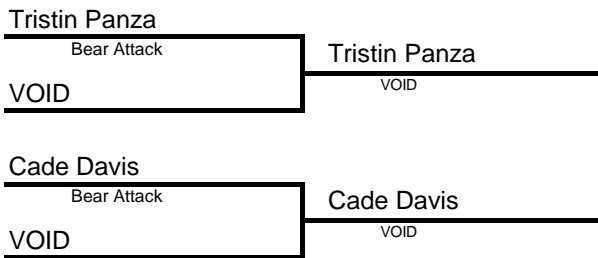 Tristin Panza
Bear Attack
Tristin Panza
VOID
VOID
Cade Davis
Bear Attack
Cade Davis
VOID
VOID